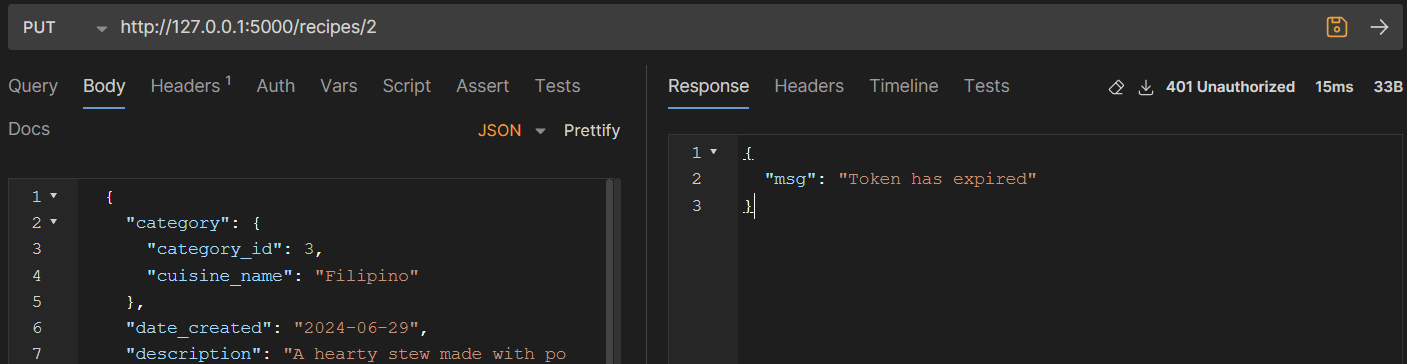 PUT http://127.0.0.1:5000/recipes/2
Query Body Headers 1 Auth Vars Script Assert Tests
Docs JSON Prettify
1 {
2 "category": {
3 "category_id": 3,
4 "cuisine_name": "Filipino"
5 },
6 "date_created": "2024-06-29",
7 "description": "A hearty stew made with po
Response Headers Timeline Tests 401 Unauthorized 15ms 33B
1 {
2 "msg": "Token has expired"
3 }